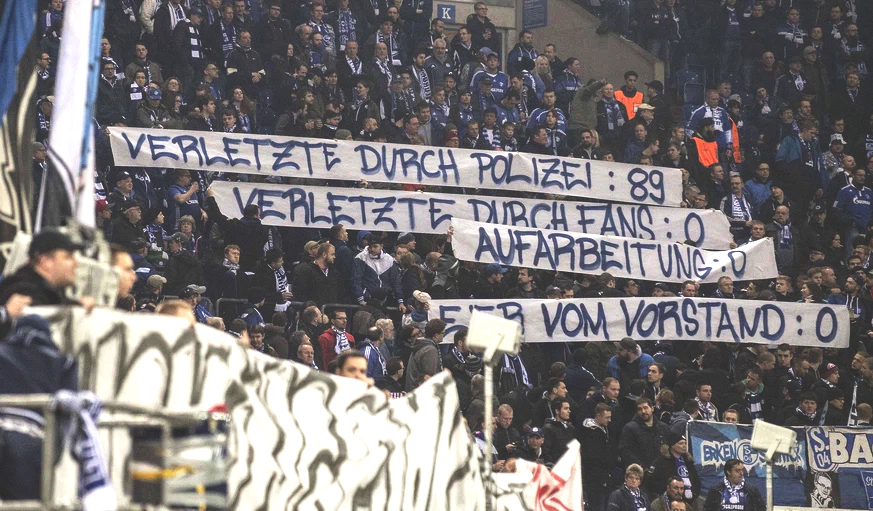 K
VERLETZTE DURCH POLIZEI : 89
VERLETZTE DURCH FANS : 0
AUFARBEITUNG : 0
VOM VORSTAND : 0